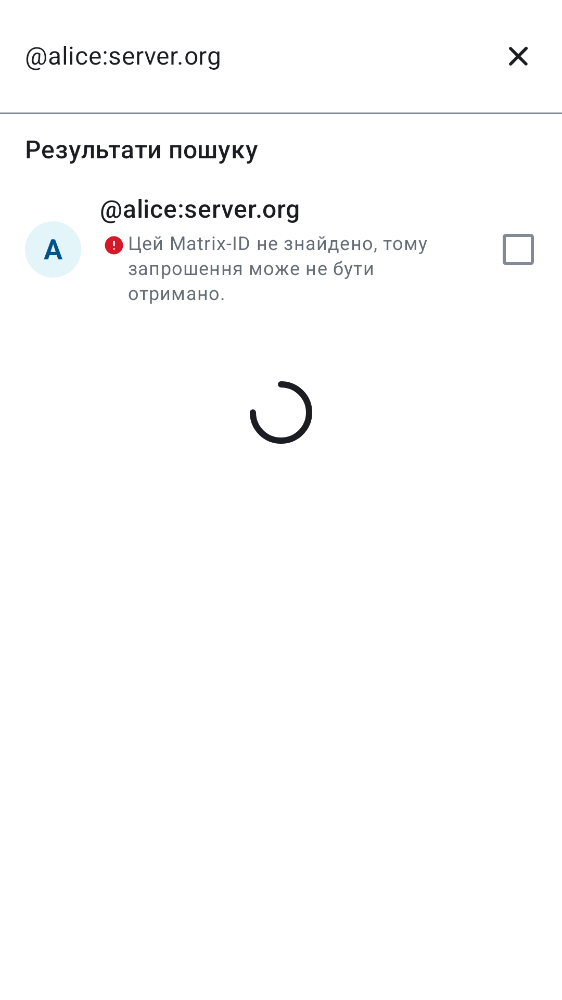 @alice:server.org
Результати пошуку
@alice:server.org
A
Цей Matrix-ID не знайдено, тому
запрошення може не бути
отримано.